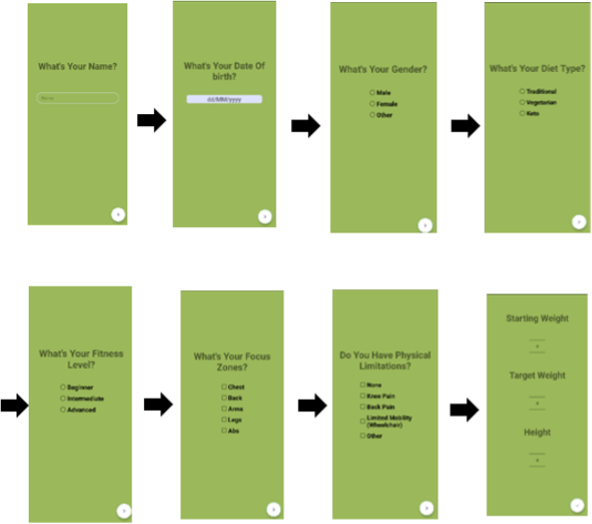 What's Your Name?
Name
What's Your Date Of
birth?
dd/MM/yyyy
What's Your Gender?
Male
Female
Other
What's Your Diet Type?
Traditional
Vegetarian
Keto
What's Your Fitness
Level?
Beginner
Intermediate
Advanced
What's Your Focus
Zones?
Chest
Back
Arms
Legs
Abs
Do You Have Physical
Limitations?
None
Knee Pain
Back Pain
Limited Mobility
(Wheelchair)
Other
Starting Weight
Target Weight
Height